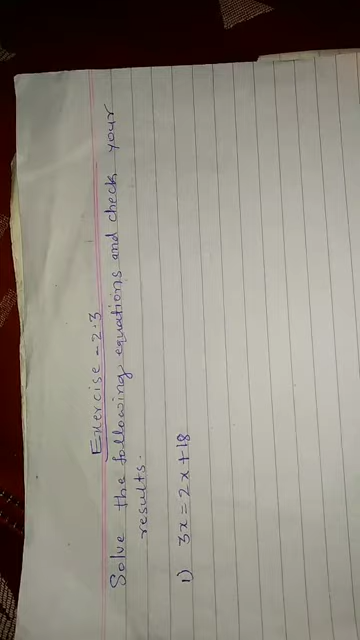 Exercise - 2.3
Solve the following equations and check your
results.
1) 3x = 2x + 18